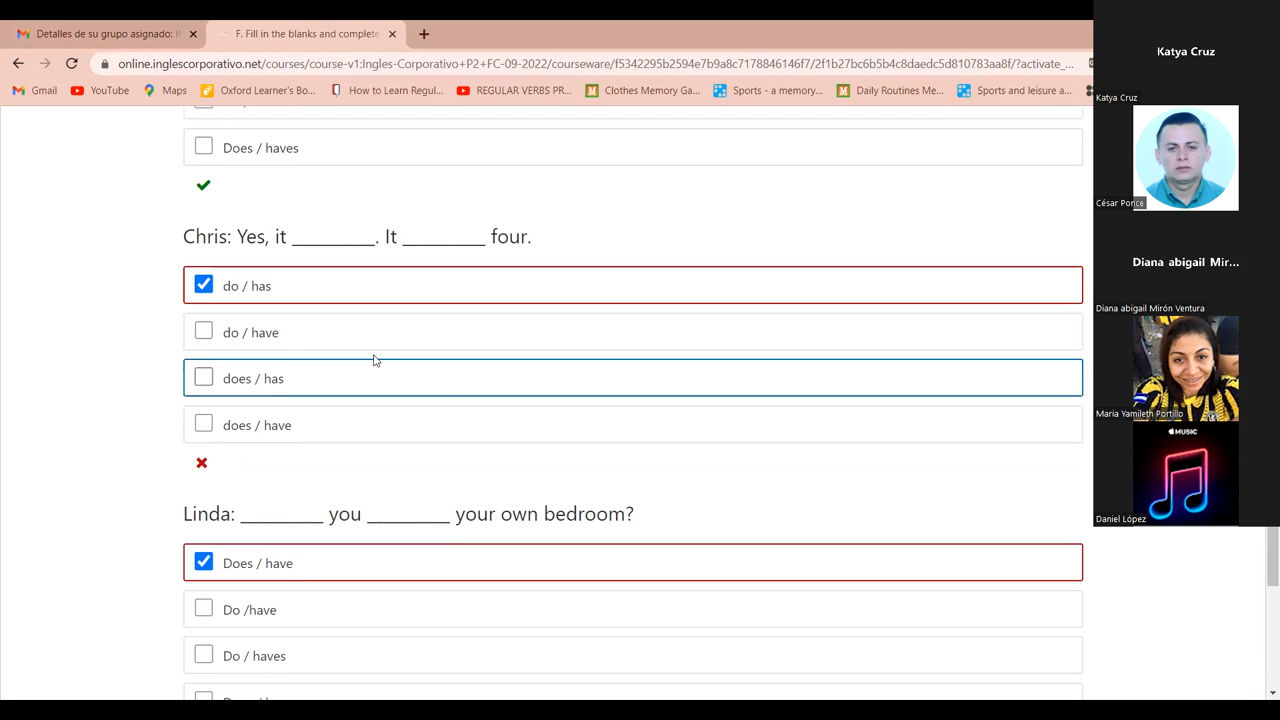 Detalles de su grupo asignado: I
F. Fill in the blanks and complete
online.inglescorporativo.net/courses/course-v1:Ingles-Corporativo+P2+FC-09-2022/courseware/f5342295b2594e7b9a8c7178846146f7/2f1b27bc6b5b4c8daedc5d810783aa8f/?activate_...
Gmail
YouTube
Maps
Oxford Learner's Bo...
How to Learn Regul...
REGULAR VERBS PR...
Clothes Memory Ga...
Sports - a memory...
Daily Routines Me...
Sports and leisure a...
Does / haves
Chris: Yes, it __________. It __________ four.
do / has
do / have
does / has
does / have
Linda: __________ you __________ your own bedroom?
Does / have
Do /have
Do / haves
Katya Cruz
Katya Cruz
César Ponce
Diana abigail Mir...
Diana abigail Mirón Ventura
Maria Yamileth Portillo
MUSIC
Daniel López